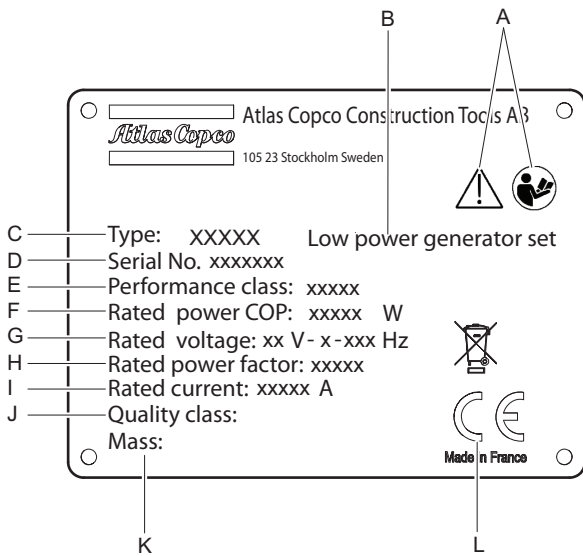 B
A
Atlas Copco Construction Tools AB
Atlas Copco
105 23 Stockholm Sweden
C
Type: XXXXX Low power generator set
D
Serial No. xxxxxxx
E
Performance class: xxxxx
F
Rated power COP: xxxxx W
G
Rated voltage: xx V - x -xxx Hz
H
Rated power factor: xxxxx
I
Rated current: xxxxx A
J
Quality class:
Mass:
CE
Made in France
K
L